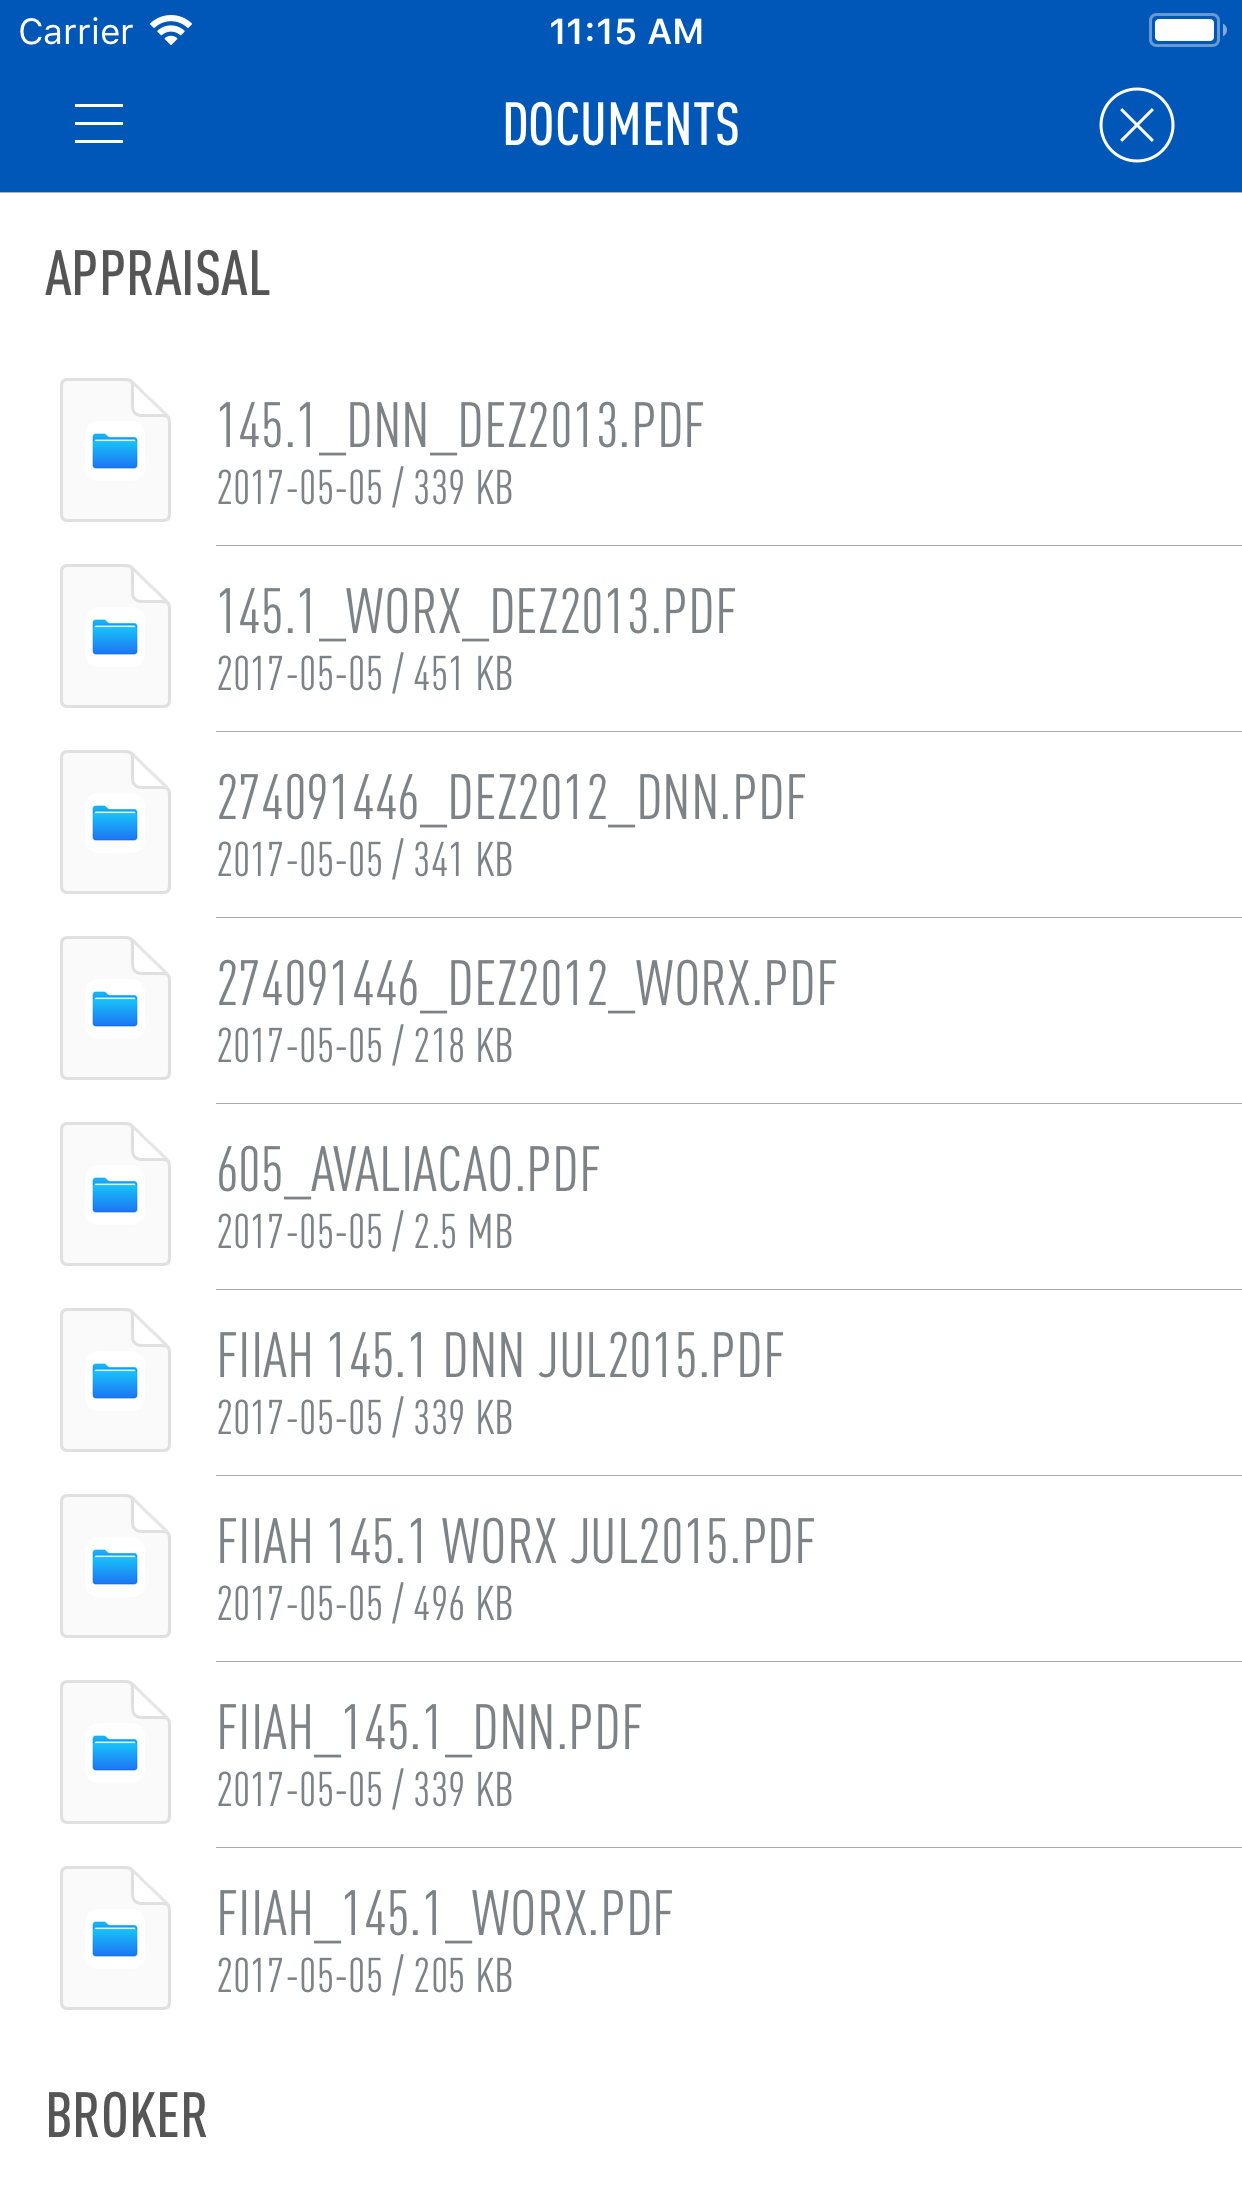 Carrier 11:15 AM
DOCUMENTS
APPRAISAL
145.1_DNN_DEZ2013.PDF
2017-05-05 / 339 KB
145.1_WORX_DEZ2013.PDF
2017-05-05 / 451 KB
274091446_DEZ2012_DNN.PDF
2017-05-05 / 341 KB
274091446_DEZ2012_WORX.PDF
2017-05-05 / 218 KB
605_AVALIACAO.PDF
2017-05-05 / 2.5 MB
FIIAH 145.1 DNN JUL2015.PDF
2017-05-05 / 339 KB
FIIAH 145.1 WORX JUL2015.PDF
2017-05-05 / 496 KB
FIIAH_145.1_DNN.PDF
2017-05-05 / 339 KB
FIIAH_145.1_WORX.PDF
2017-05-05 / 205 KB
BROKER